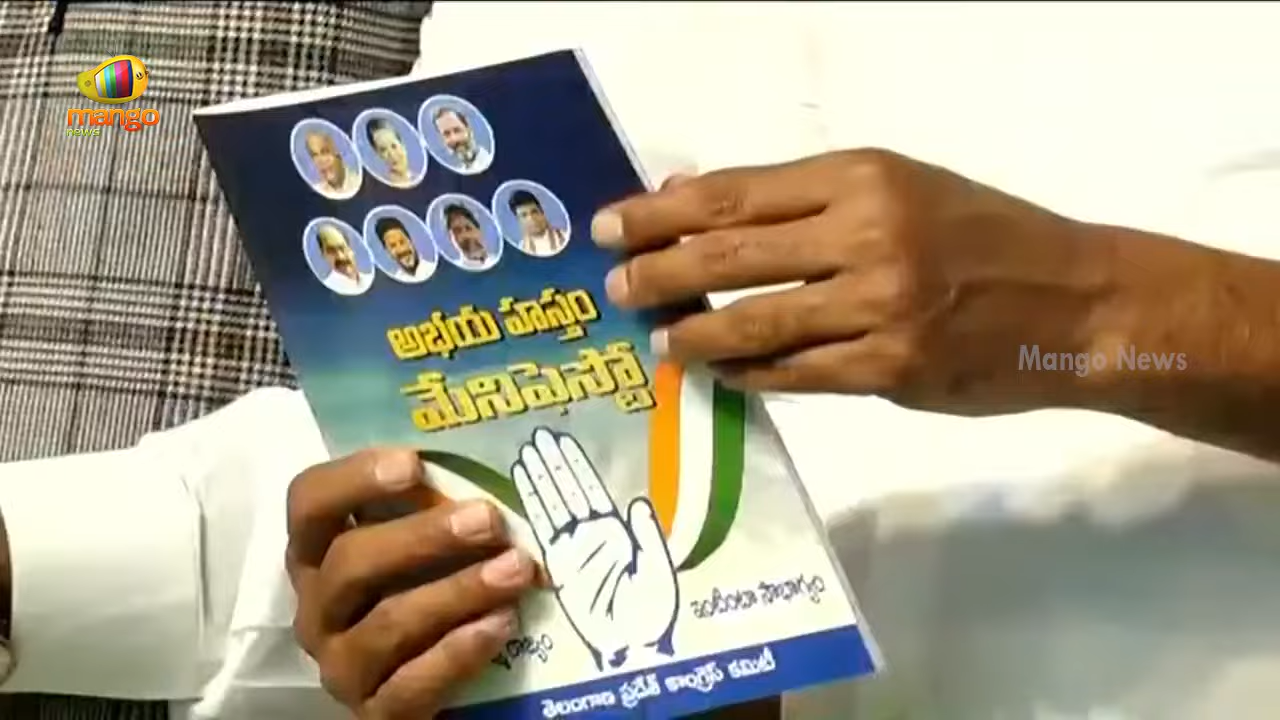 mango
news
అభయ హస్తం
మేనిఫెస్టో
Mango News
ఇంటింటా సౌభాగ్యం
రాజ్యం
తెలంగాణ ప్రదేశ్ కాంగ్రెస్ కమిటీ